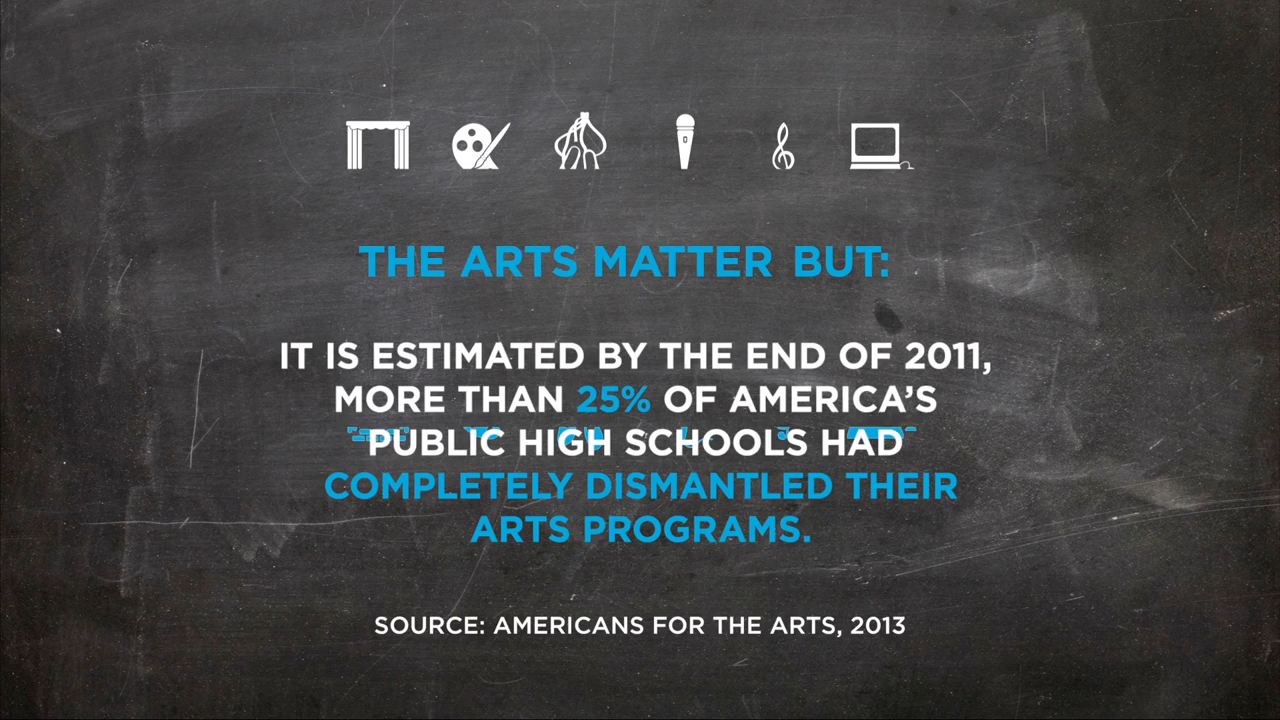 THE ARTS MATTER BUT:
IT IS ESTIMATED BY THE END OF 2011,
MORE THAN 25% OF AMERICA'S
PUBLIC HIGH SCHOOLS HAD
COMPLETELY DISMANTLED THEIR
ARTS PROGRAMS.
SOURCE: AMERICANS FOR THE ARTS, 2013